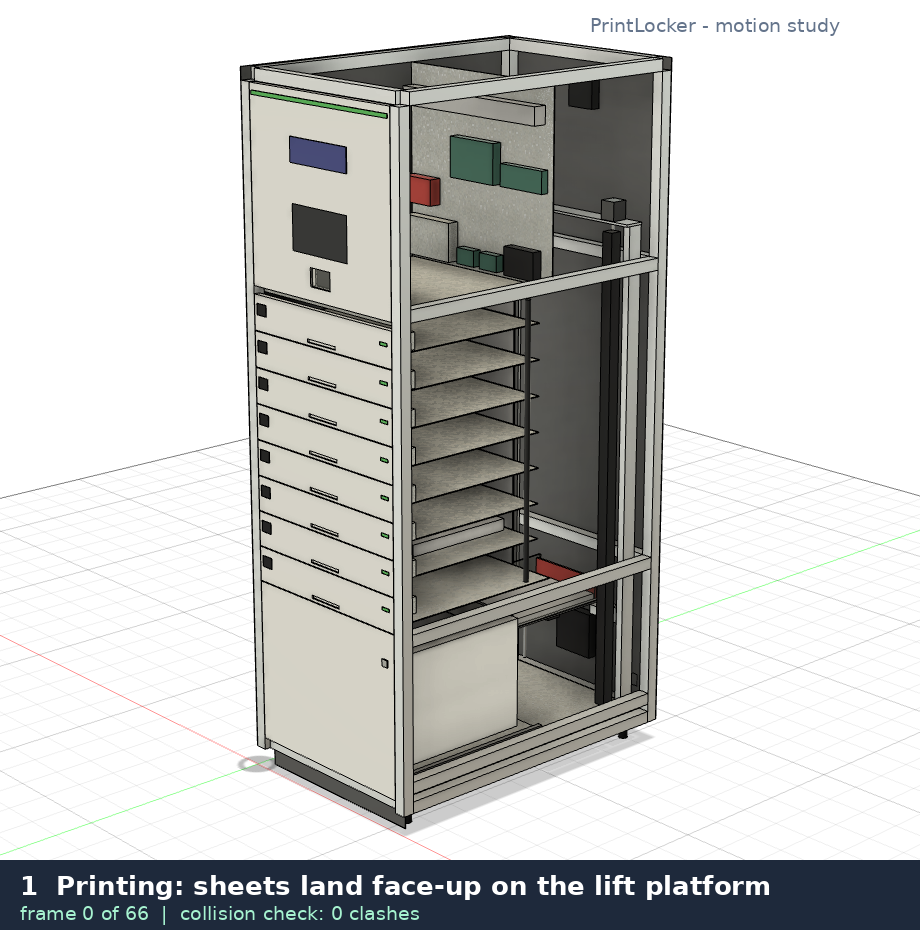 PrintLocker - motion study
1  Printing: sheets land face-up on the lift platform
frame 0 of 66  |  collision check: 0 clashes